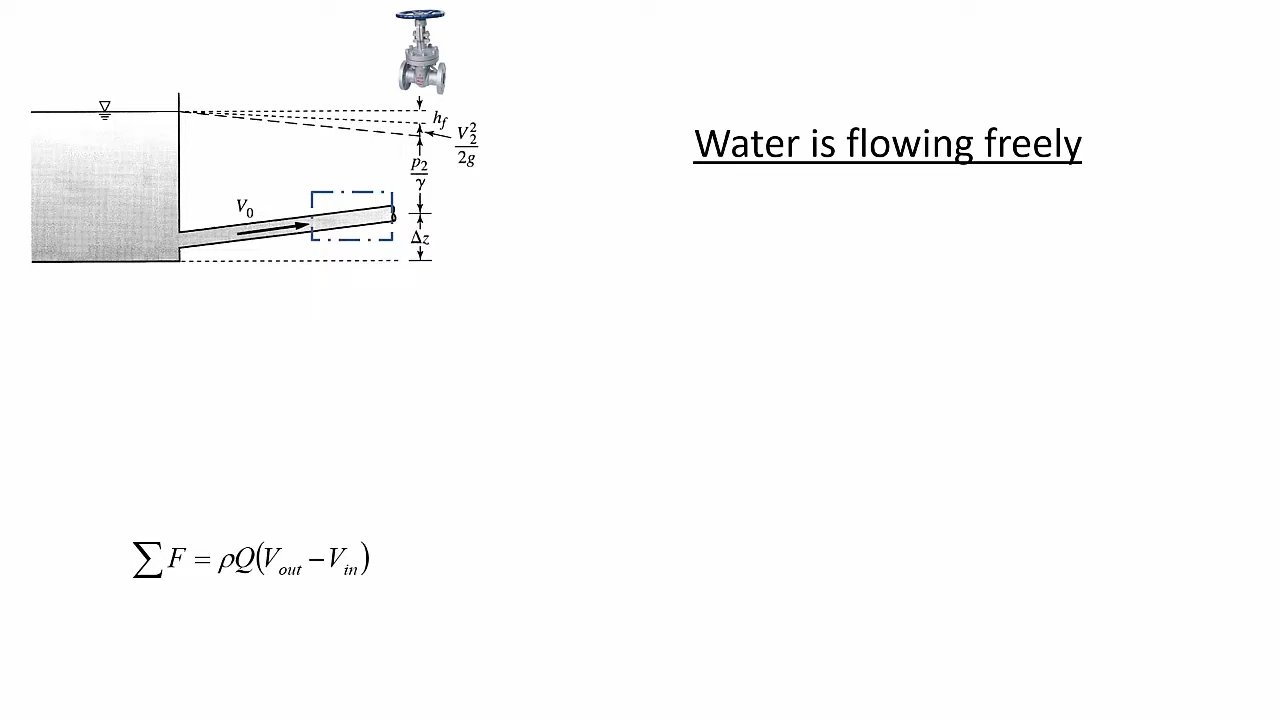 h_f
V_2^2/2g
p_2/γ
V_0
Δz
Water is flowing freely
∑F = ρQ(V_out − V_in)